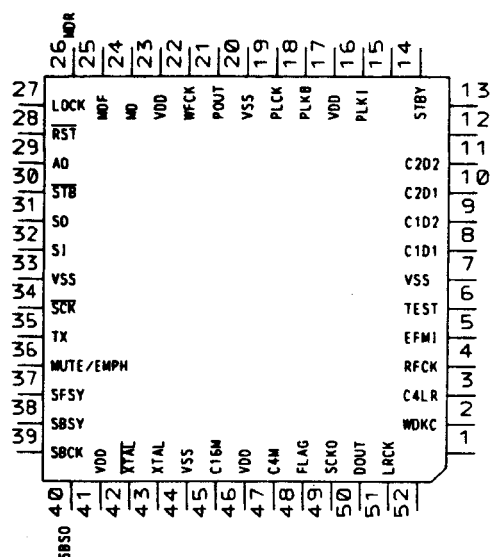 26 25 24 23 22 21 20 19 18 17 16 15 14
MDR MDF MD VDD WFCK POUT VSS PLCK PLKB VDD PLKI STBY
27 LOCK
28 RST
29 AO
30 STB
31 SO
32 SI
33 VSS
34 SCK
35 TX
36 MUTE/EMPH
37 SFSY
38 SBSY
39 SBCK
13
12
11 C2D2
10 C2D1
9 C1D2
8 C1D1
7 VSS
6 TEST
5 EFMI
4 RFCK
3 C4LR
2 WDKC
1
SBSO VDD XTAL XTAL VSS C16M VDD C4M FLAG SCKO DOUT LRCK
40 41 42 43 44 45 46 47 48 49 50 51 52